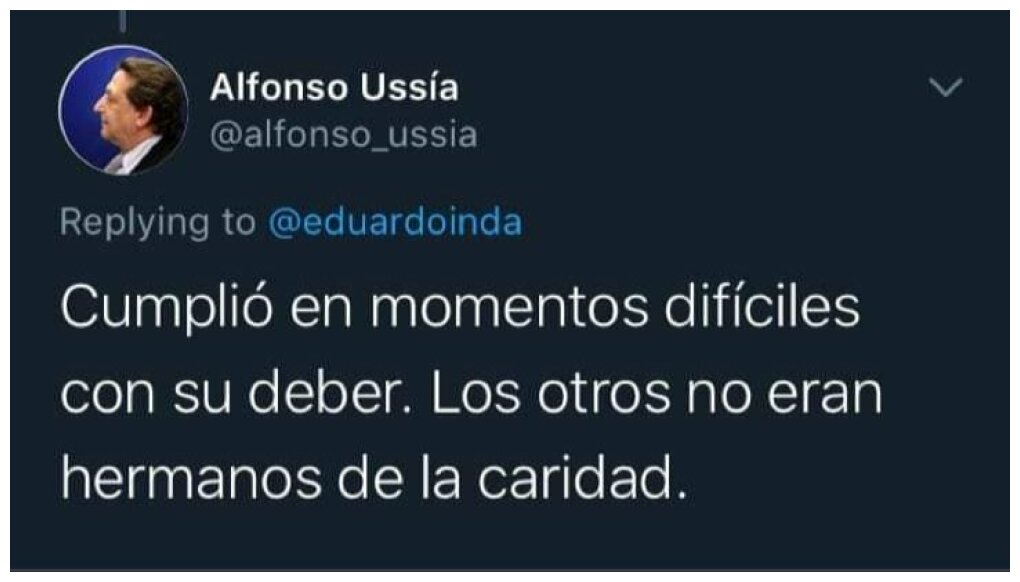 Alfonso Ussía
@alfonso_ussia
Replying to @eduardoinda
Cumplió en momentos difíciles
con su deber. Los otros no eran
hermanos de la caridad.